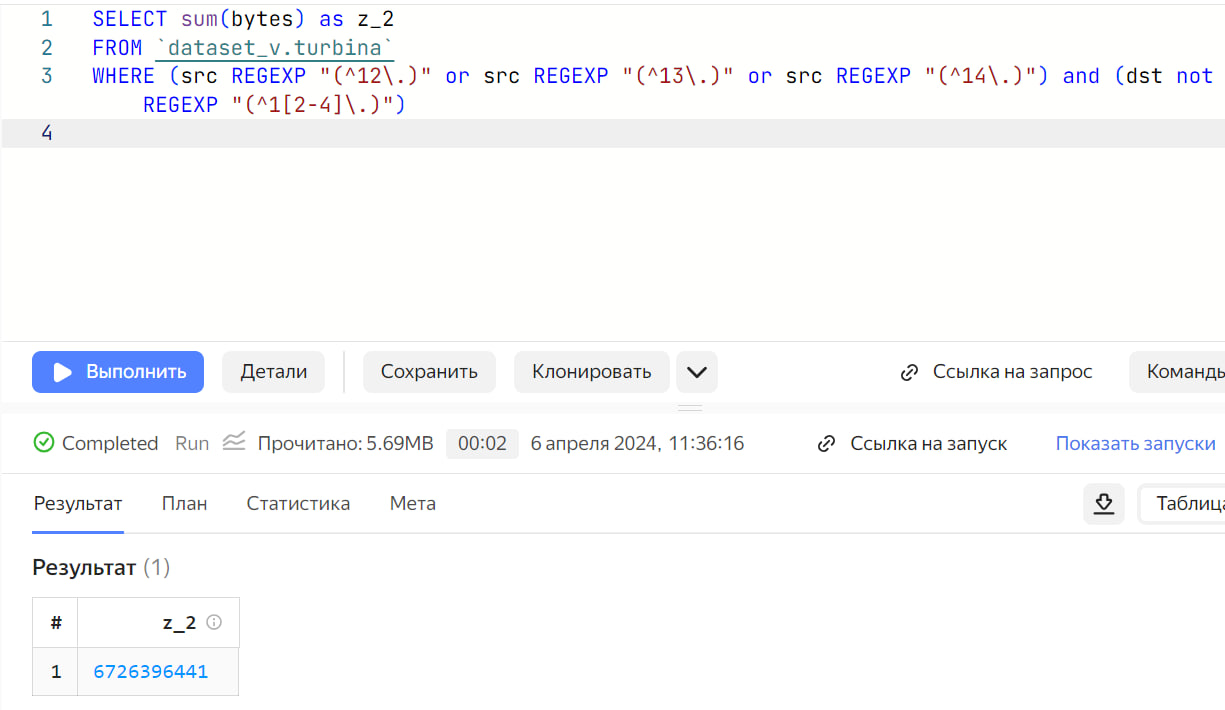 1 SELECT sum(bytes) as z_2
2 FROM `dataset_v.turbina`
3 WHERE (src REGEXP "(^12\.)" or src REGEXP "(^13\.)" or src REGEXP "(^14\.)") and (dst not
REGEXP "(^1[2-4]\.)")
4
Выполнить Детали Сохранить Клонировать Ссылка на запрос Команды
Completed Run Прочитано: 5.69MB 00:02 6 апреля 2024, 11:36:16 Ссылка на запуск Показать запуски
Результат План Статистика Мета Таблица
Результат (1)
# z_2
1 6726396441